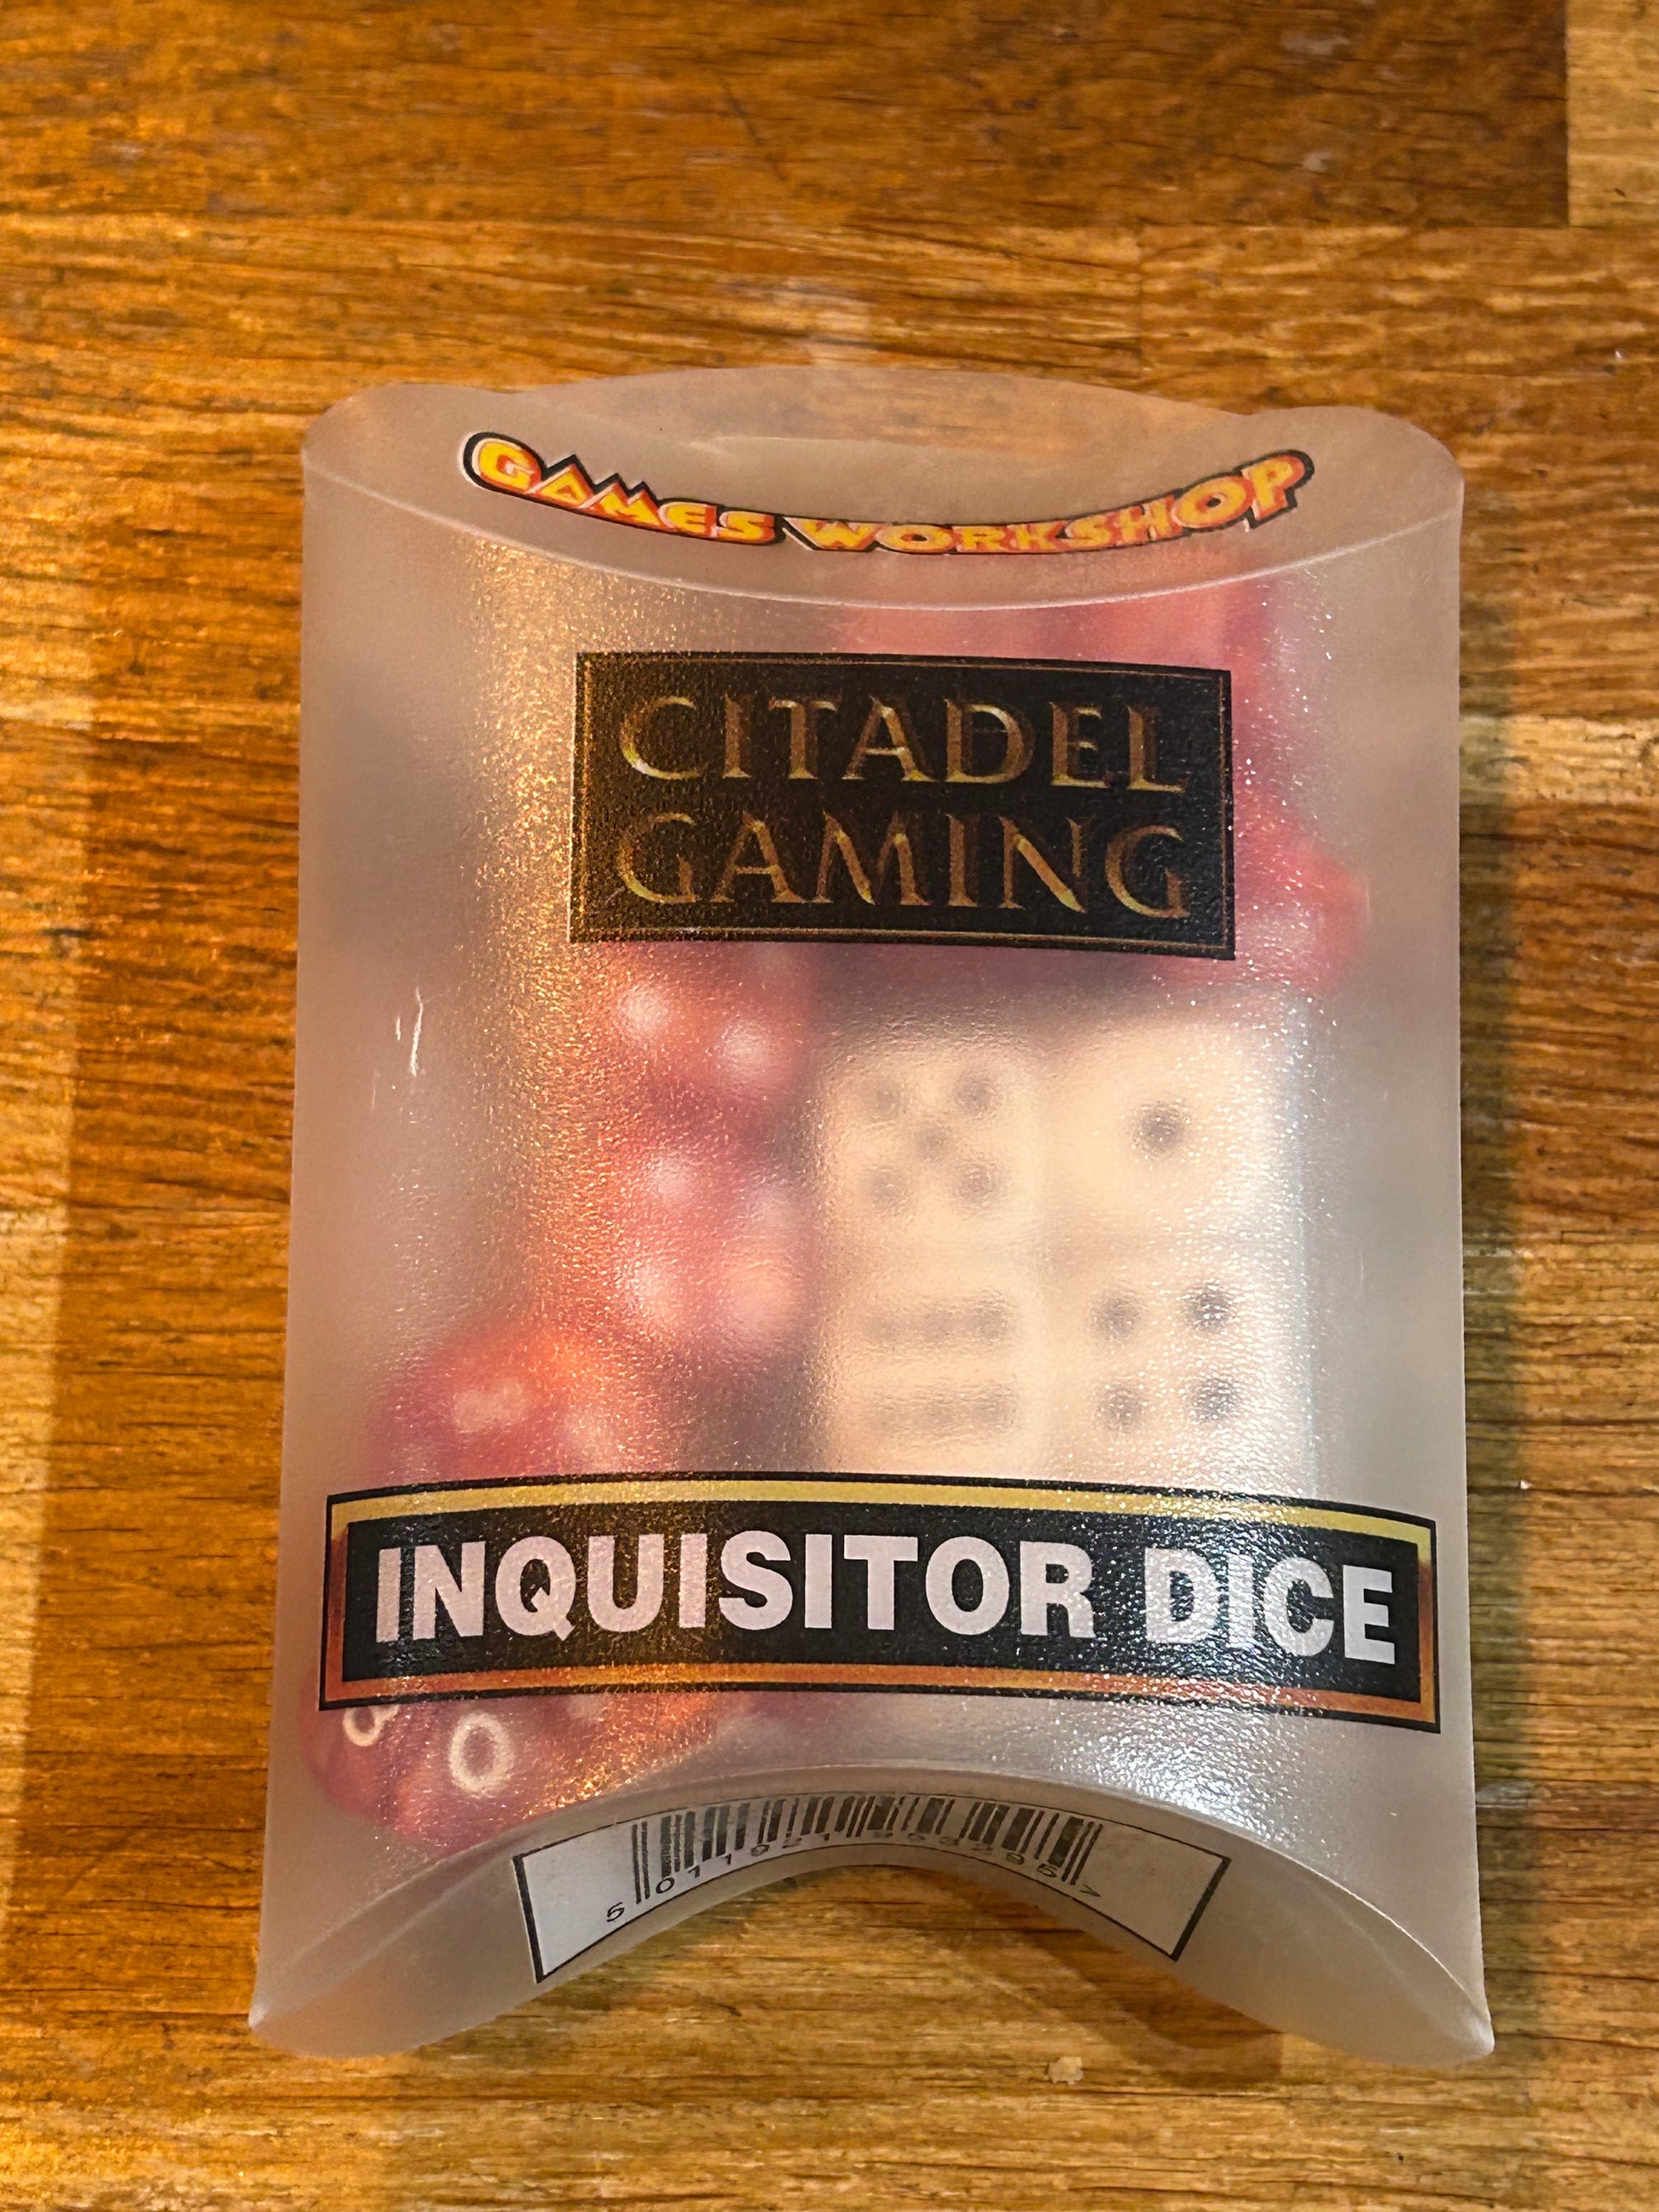 GAMES WORKSHOP
CITADEL
GAMING
INQUISITOR DICE